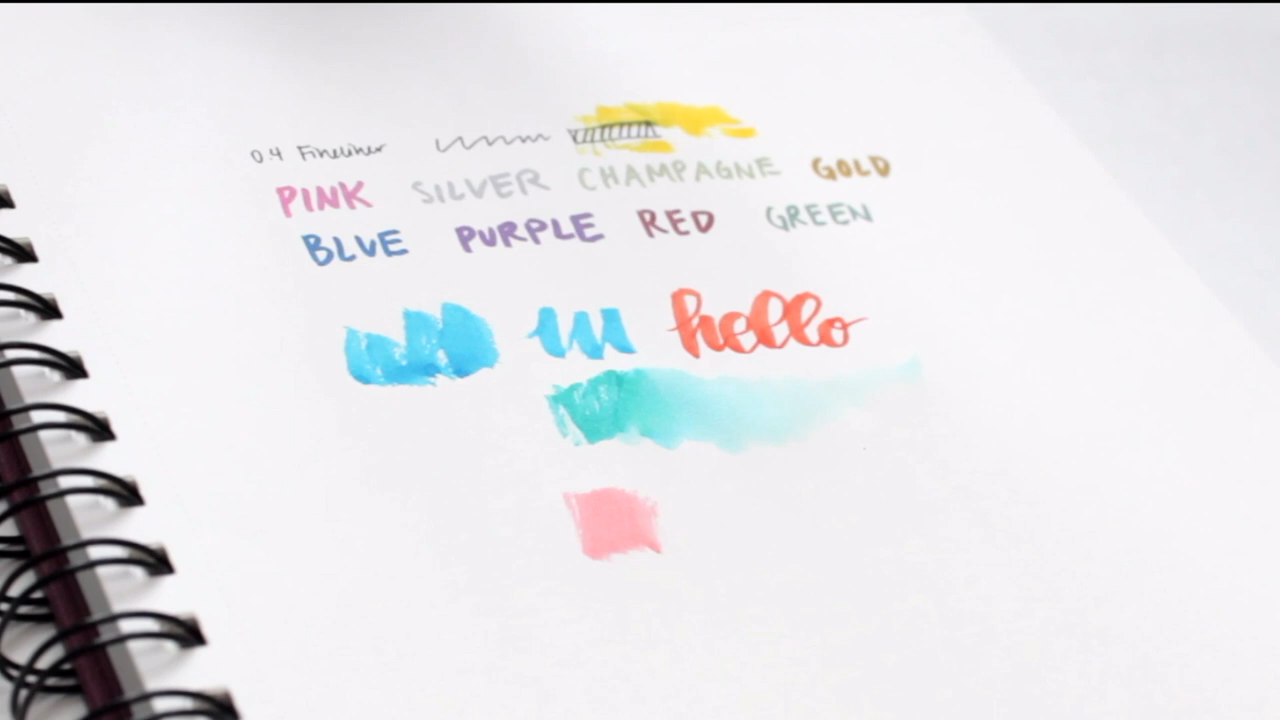 0.4 Fineliner
PINK SILVER CHAMPAGNE GOLD
BLUE PURPLE RED GREEN
hello